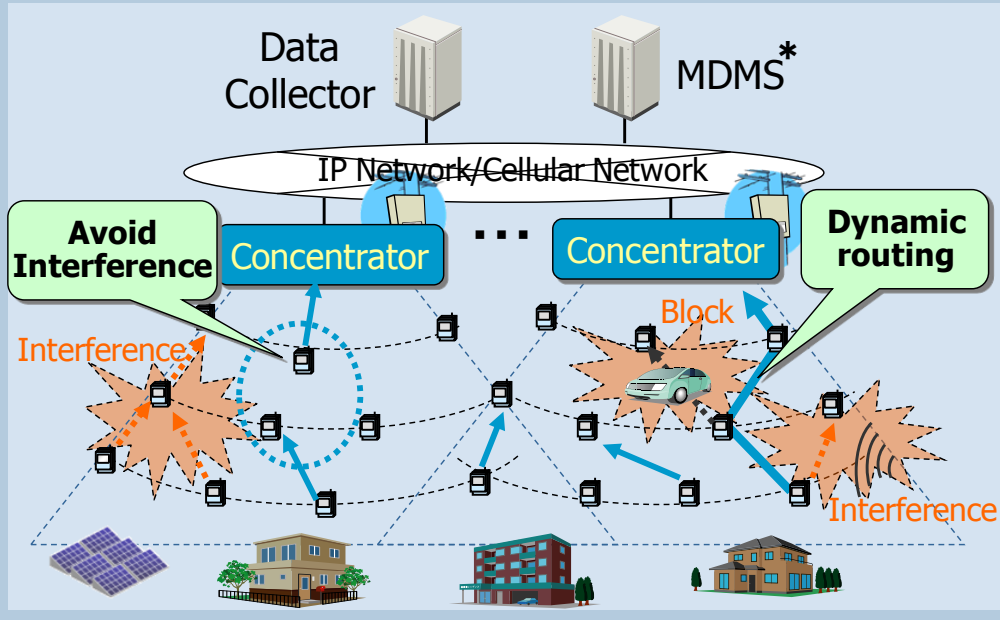 Data
Collector
MDMS*
IP Network/Cellular Network
Avoid
Interference
Concentrator
...
Concentrator
Dynamic
routing
Block
Interference
Interference